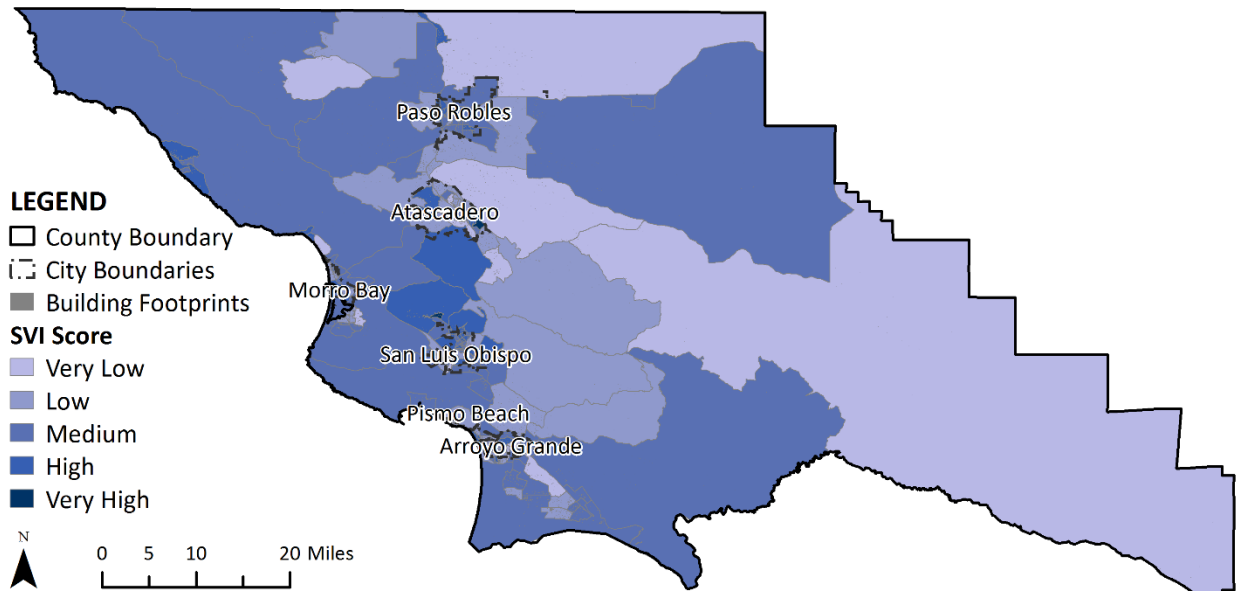 Paso Robles
Atascadero
Morro Bay
San Luis Obispo
Pismo Beach
Arroyo Grande
LEGEND
County Boundary
City Boundaries
Building Footprints
SVI Score
Very Low
Low
Medium
High
Very High
N
0 5 10 20 Miles